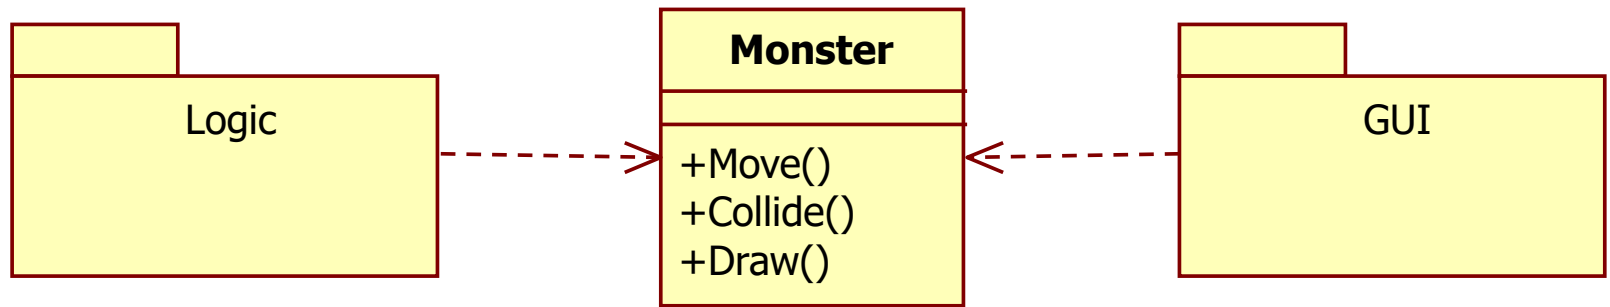 Logic
Monster
+Move()
+Collide()
+Draw()
GUI